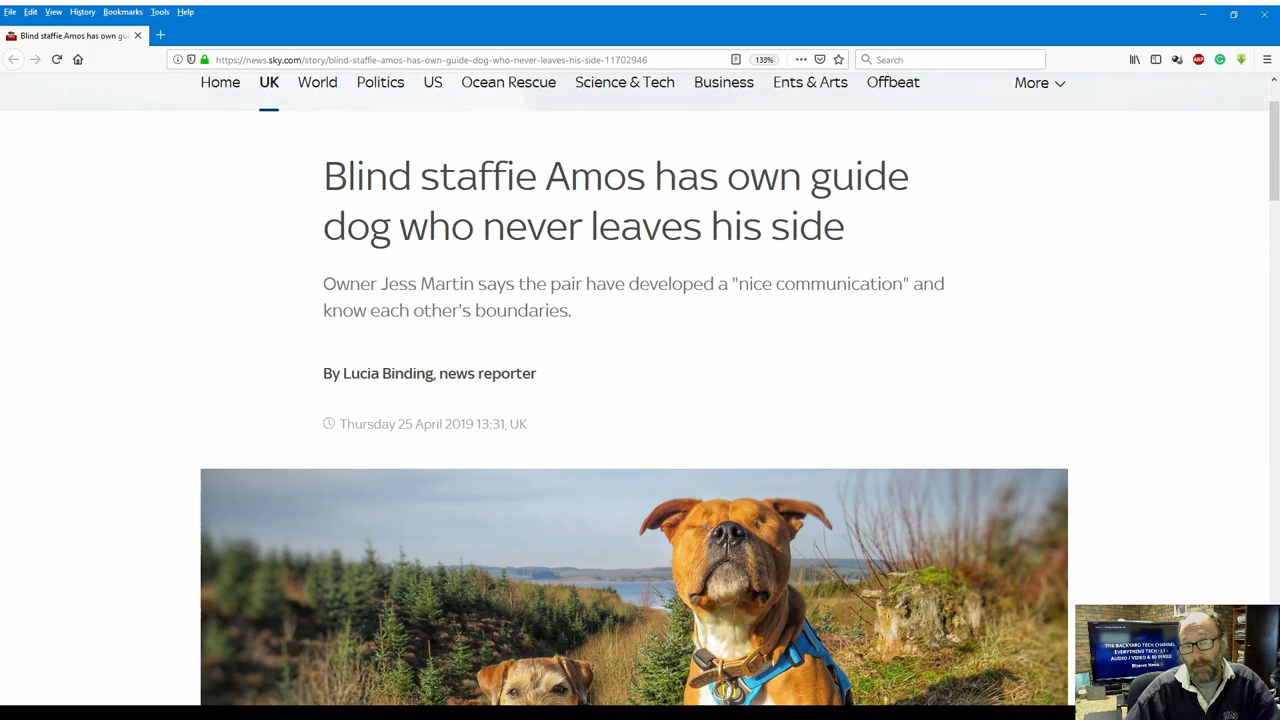 File Edit View History Bookmarks Tools Help
Blind staffie Amos has own gui
https://news.sky.com/story/blind-staffie-amos-has-own-guide-dog-who-never-leaves-his-side-11702946
133%
Search
ABP
Home UK World Politics US Ocean Rescue Science & Tech Business Ents & Arts Offbeat More
Blind staffie Amos has own guide
dog who never leaves his side
Owner Jess Martin says the pair have developed a "nice communication" and
know each other's boundaries.
By Lucia Binding, news reporter
Thursday 25 April 2019 13:31, UK
THE BACKYARD TECH CHANNEL
EVERYTHING TECH
AUDIO / VIDEO &